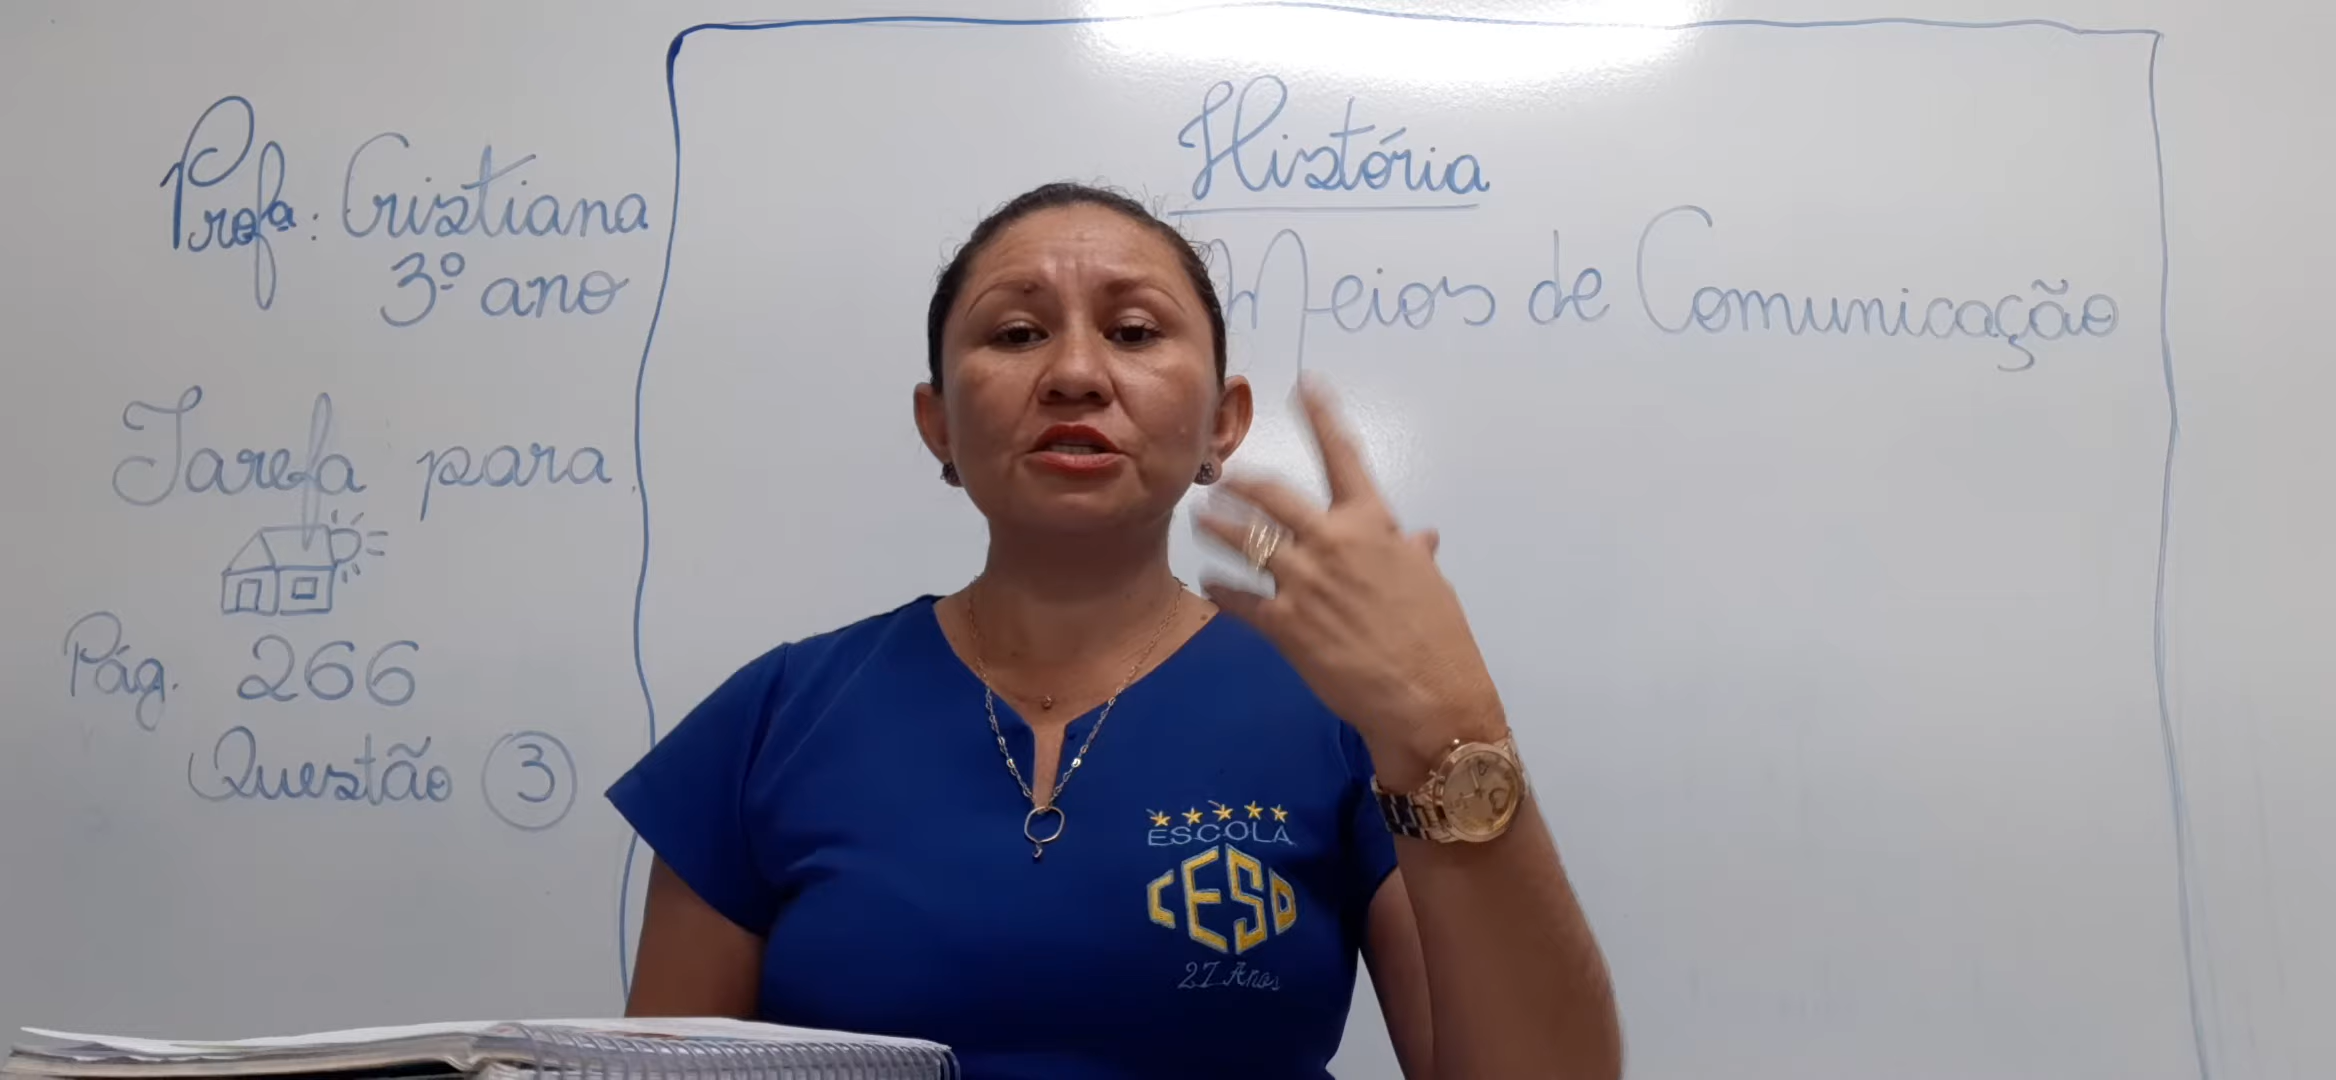 Profª: Cristiana
3º ano
Tarefa para
Pág. 266
Questão 3
História
Meios de Comunicação
ESCOLA
CESD
27 Anos